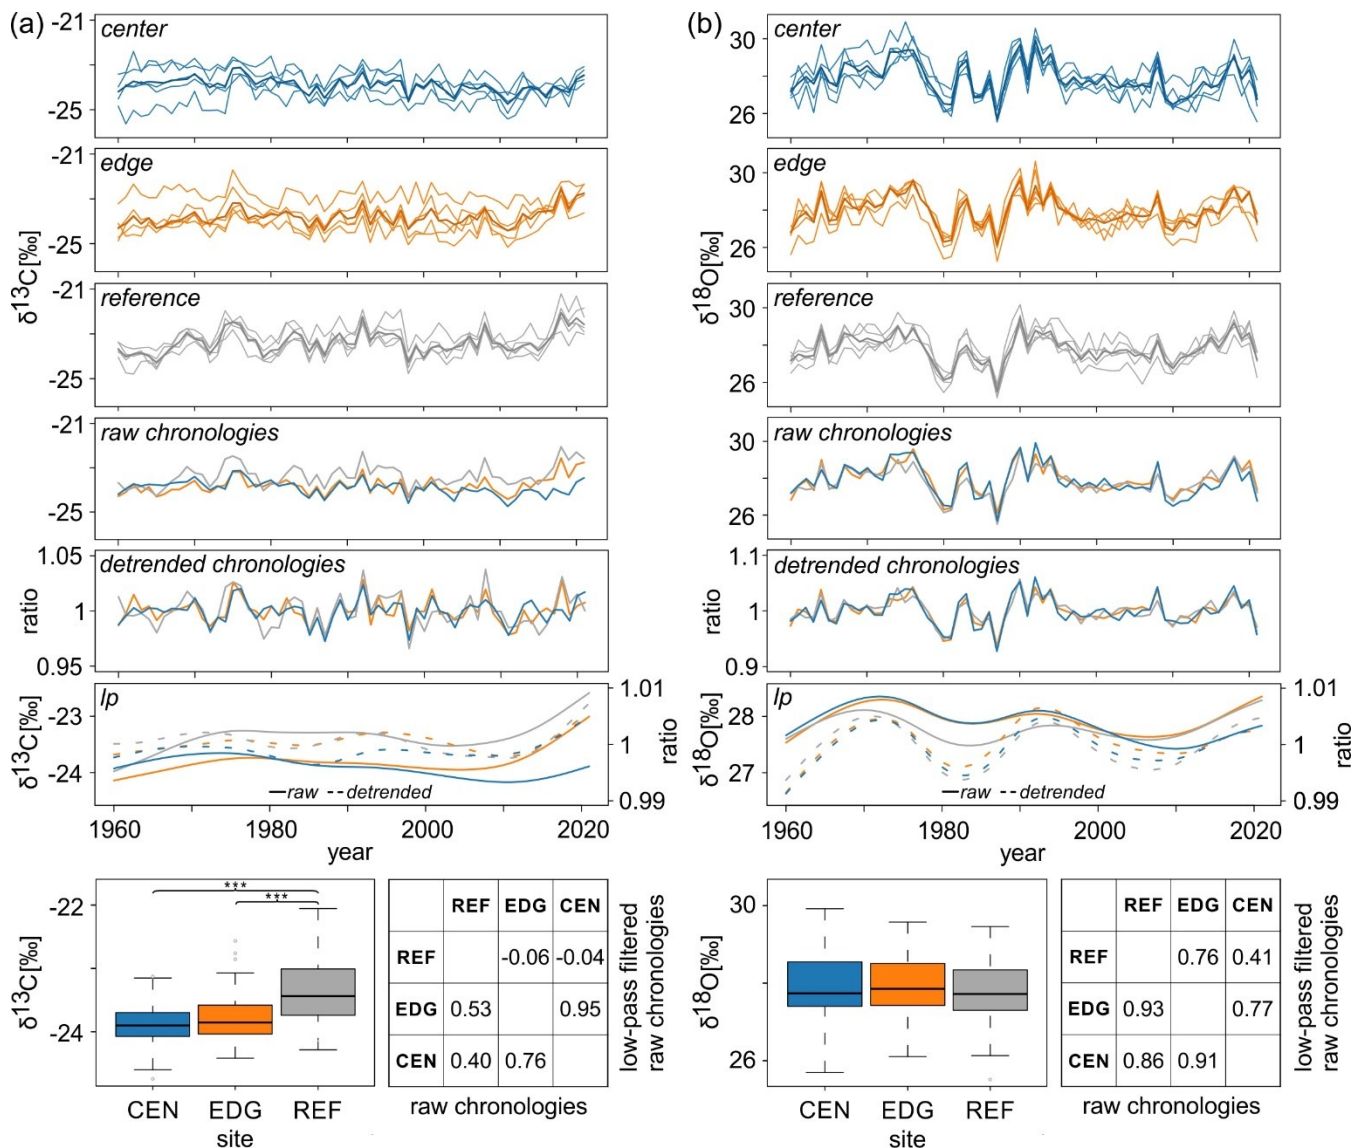 (a)
-21
center
-25
-21
edge
-25
δ13C[‰]
-21
reference
-25
-21
raw chronologies
-25
1.05
detrended chronologies
ratio
1
0.95
lp
1.01
δ13C[‰]
-23
1
ratio
-24
raw
detrended
0.99
1960
1980
2000
2020
year
***
***
-22
δ13C[‰]
-23
-24
CEN
EDG
REF
site
REF EDG CEN
REF -0.06 -0.04
EDG 0.53 0.95
CEN 0.40 0.76
raw chronologies
low-pass filtered
raw chronologies
(b)
30
center
26
30
edge
26
δ18O[‰]
30
reference
26
30
raw chronologies
26
1.1
detrended chronologies
ratio
1
0.9
lp
1.01
δ18O[‰]
28
1
ratio
27
raw
detrended
0.99
1960
1980
2000
2020
year
30
δ18O[‰]
28
26
CEN
EDG
REF
site
REF EDG CEN
REF 0.76 0.41
EDG 0.93 0.77
CEN 0.86 0.91
raw chronologies
low-pass filtered
raw chronologies